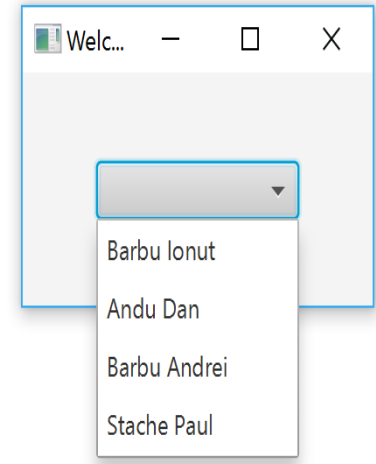 Welc...
Barbu Ionut
Andu Dan
Barbu Andrei
Stache Paul